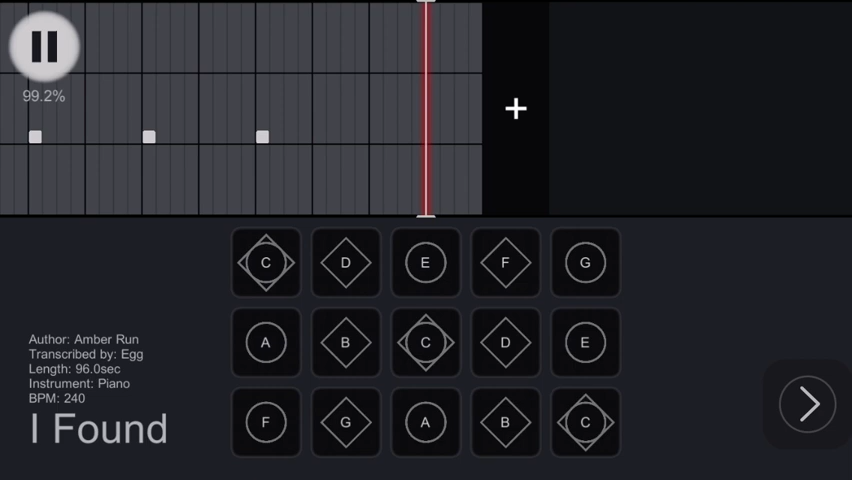 99.2%
+
C D E F G
A B C D E
F G A B C
Author: Amber Run
Transcribed by: Egg
Length: 96.0sec
Instrument: Piano
BPM: 240
I Found